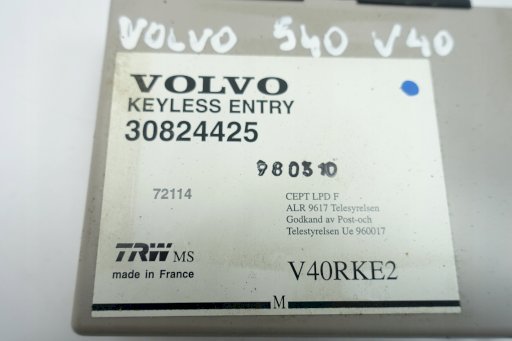 VOLVO S40 V40
VOLVO
KEYLESS ENTRY
30824425
980310
72114
CEPT LPD F
ALR 9617 Telesyrelsen
Godkand av Post-och
Telestyrelsen Ue 960017
TRW MS
made in France
V40RKE2
M